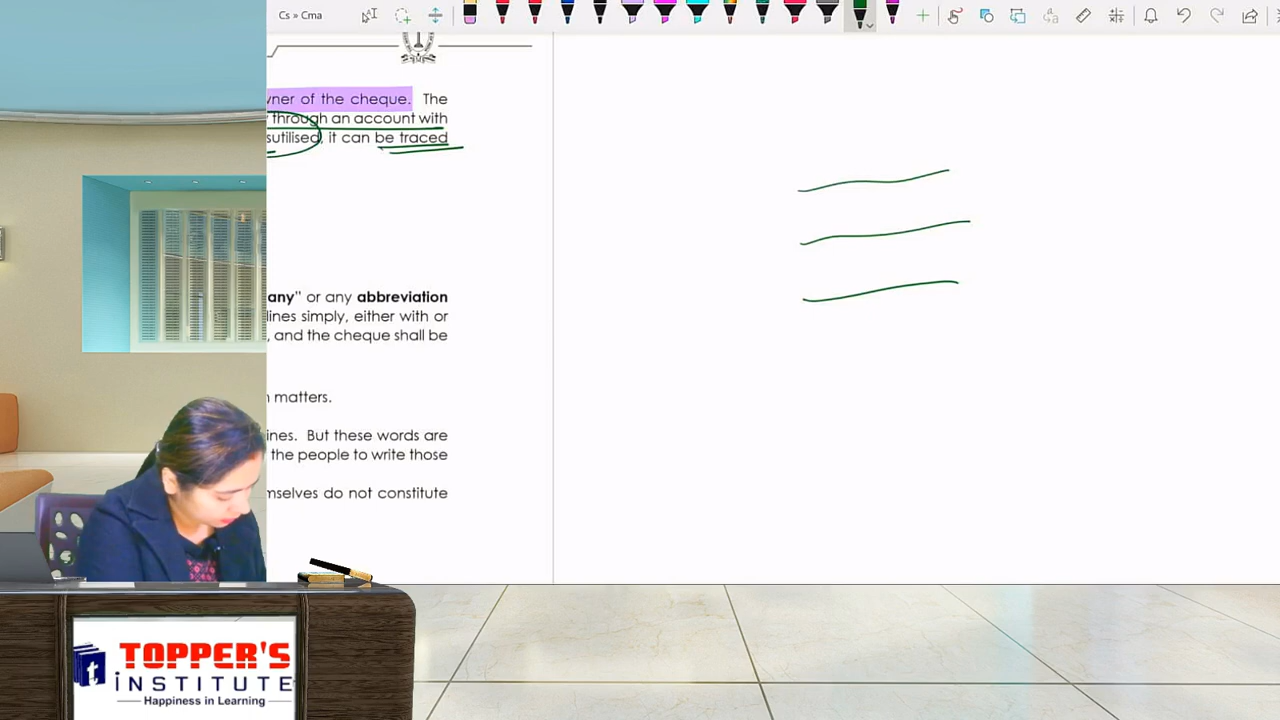 Cs » Cma
wner of the cheque. The
through an account with
sutilised, it can be traced
any" or any abbreviation
lines simply, either with or
, and the cheque shall be
matters.
ines. But these words are
the people to write those
mselves do not constitute
t TOPPER'S
INSTITUTE
Happiness in Learning